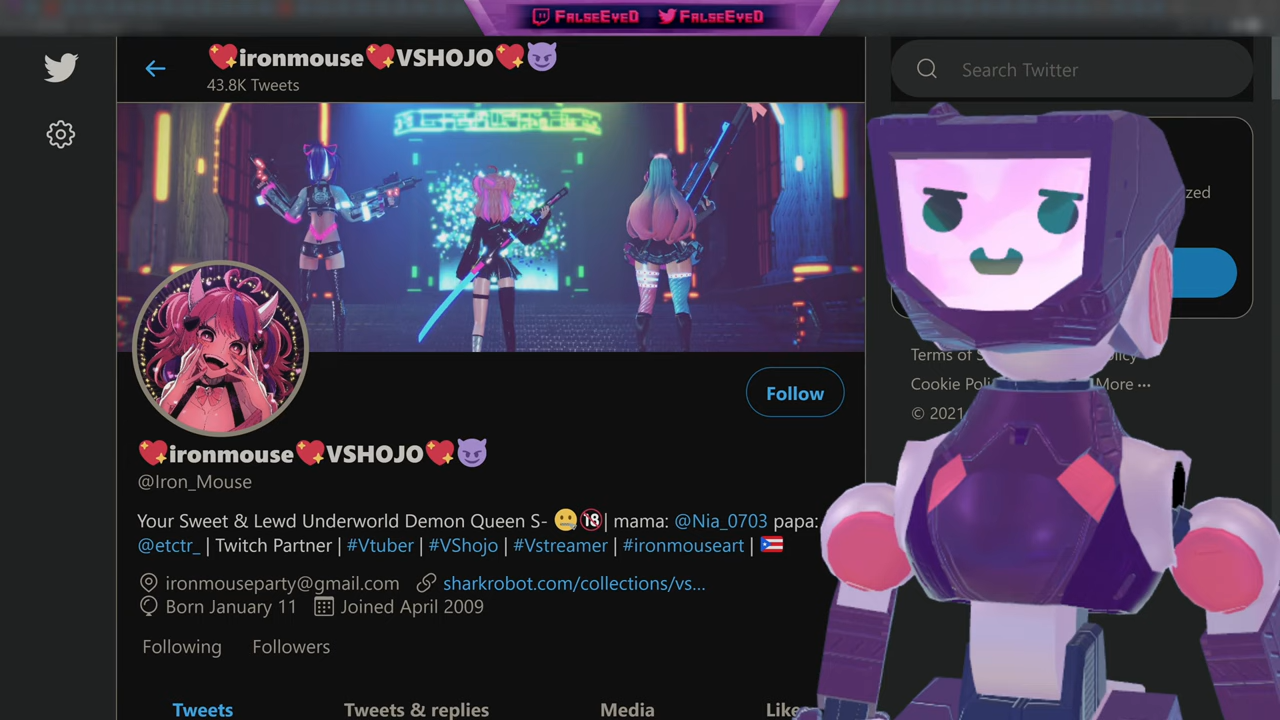 FalseEyeD FalseEyeD
💖ironmouse💖VSHOJO💖😈
43.8K Tweets
Search Twitter
zed
Follow
💖ironmouse💖VSHOJO💖😈
@Iron_Mouse
Your Sweet & Lewd Underworld Demon Queen S- 🤐🔞| mama: @Nia_0703 papa:
@etctr_ | Twitch Partner | #Vtuber | #VShojo | #Vstreamer | #ironmouseart | 🇵🇷
ironmouseparty@gmail.com sharkrobot.com/collections/vs...
Born January 11 Joined April 2009
Following Followers
Terms of
Cookie More ···
© 2021
Tweets Tweets & replies Media